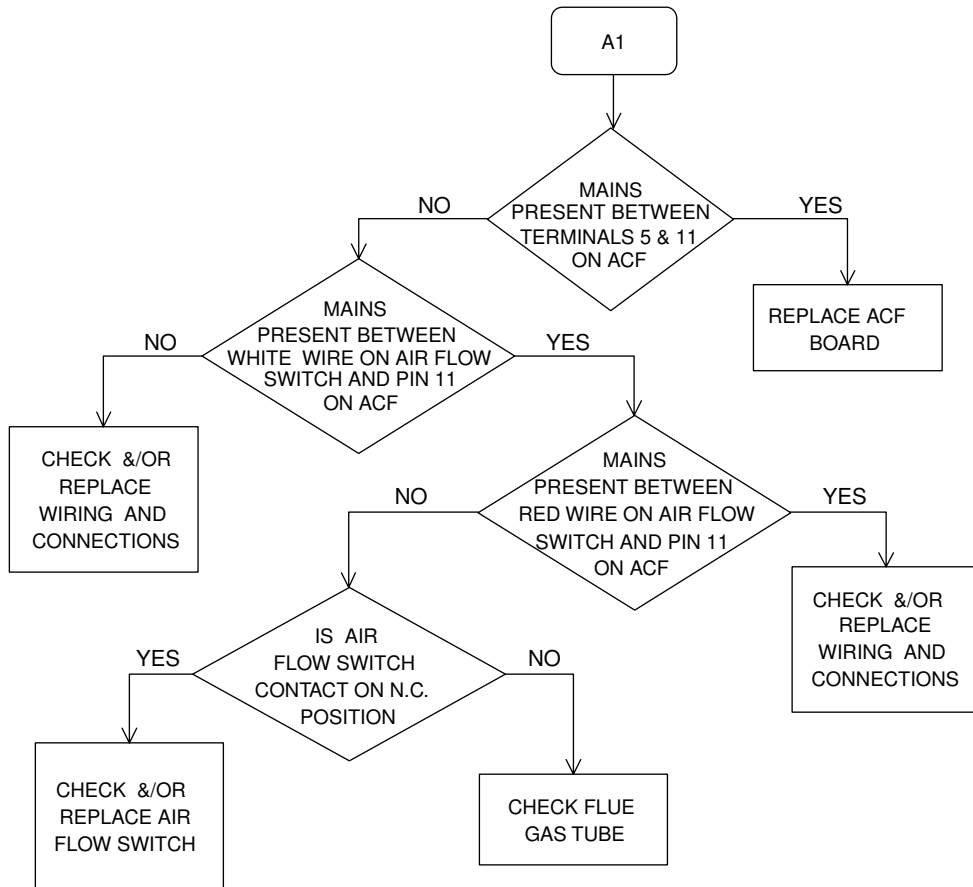 A1
MAINS
PRESENT BETWEEN
TERMINALS 5 & 11
ON ACF
NO
YES
REPLACE ACF
BOARD
MAINS
PRESENT BETWEEN
WHITE WIRE ON AIR FLOW
SWITCH AND PIN 11
ON ACF
NO
YES
CHECK &/OR
REPLACE
WIRING AND
CONNECTIONS
MAINS
PRESENT BETWEEN
RED WIRE ON AIR FLOW
SWITCH AND PIN 11
ON ACF
NO
YES
CHECK &/OR
REPLACE
WIRING AND
CONNECTIONS
IS AIR
FLOW SWITCH
CONTACT ON N.C.
POSITION
YES
NO
CHECK &/OR
REPLACE AIR
FLOW SWITCH
CHECK FLUE
GAS TUBE